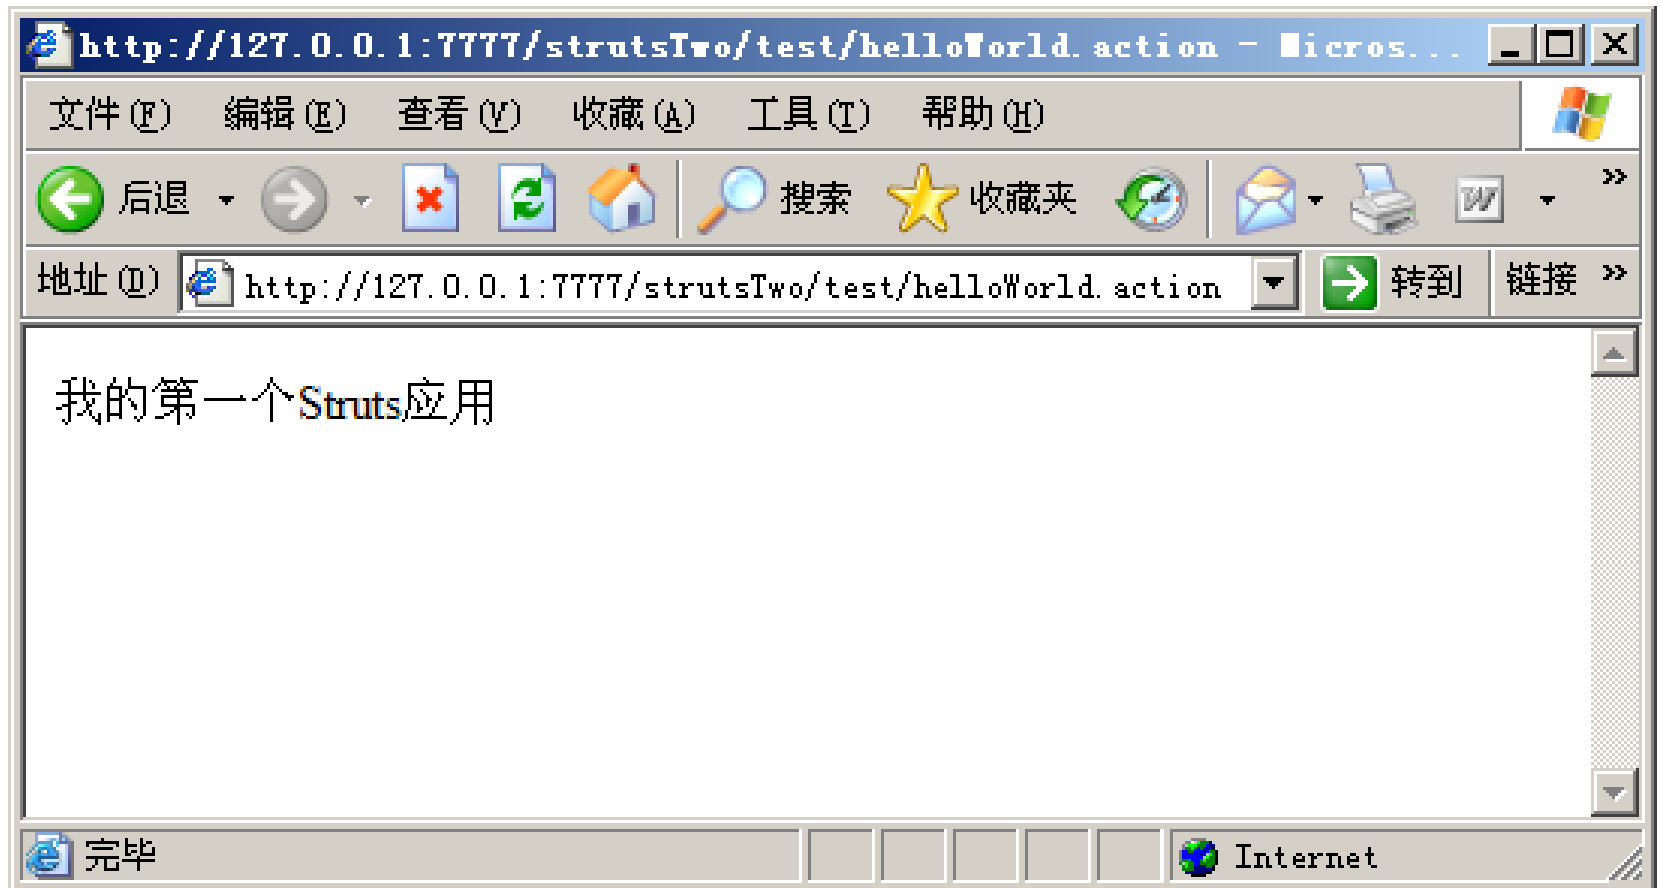 http://127.0.0.1:7777/strutsTwo/test/helloWorld.action - Micros...
文件(F) 编辑(E) 查看(V) 收藏(A) 工具(T) 帮助(H)
后退 搜索 收藏夹 W »
地址(D) http://127.0.0.1:7777/strutsTwo/test/helloWorld.action 转到 链接 »
我的第一个Struts应用
完毕 Internet